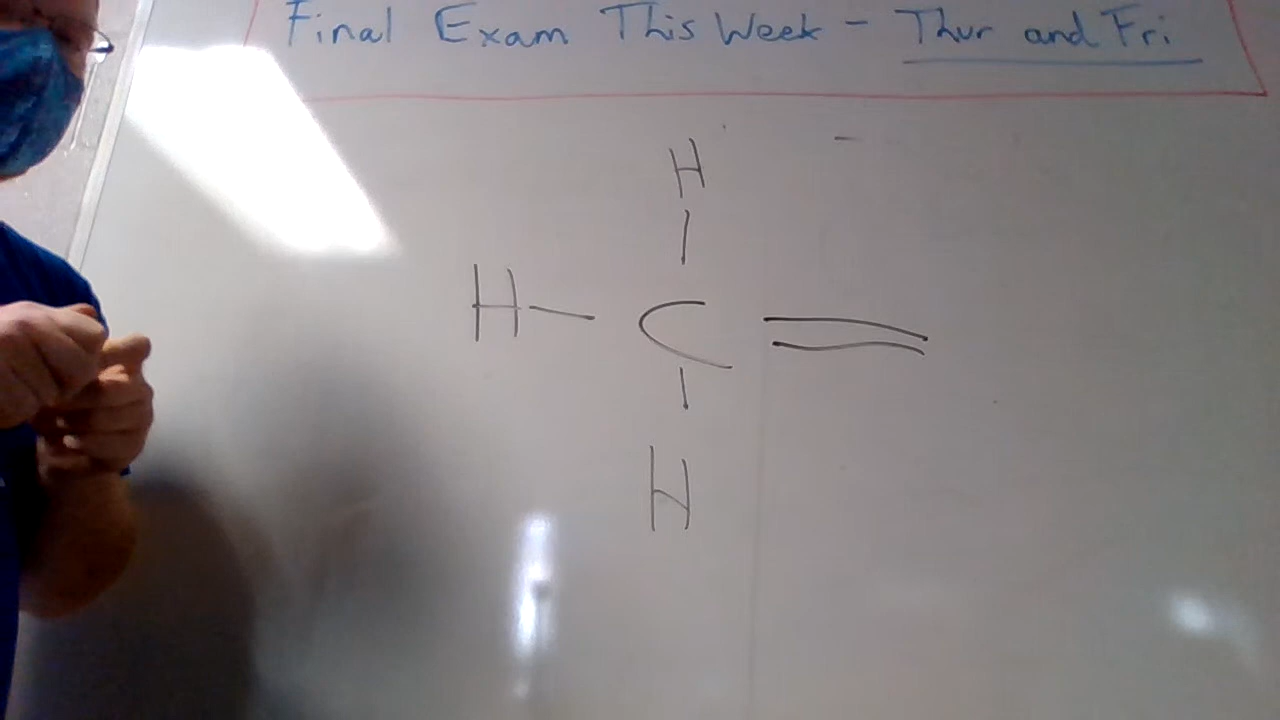 Final Exam This Week - Thur and Fri
H
H - C =
H